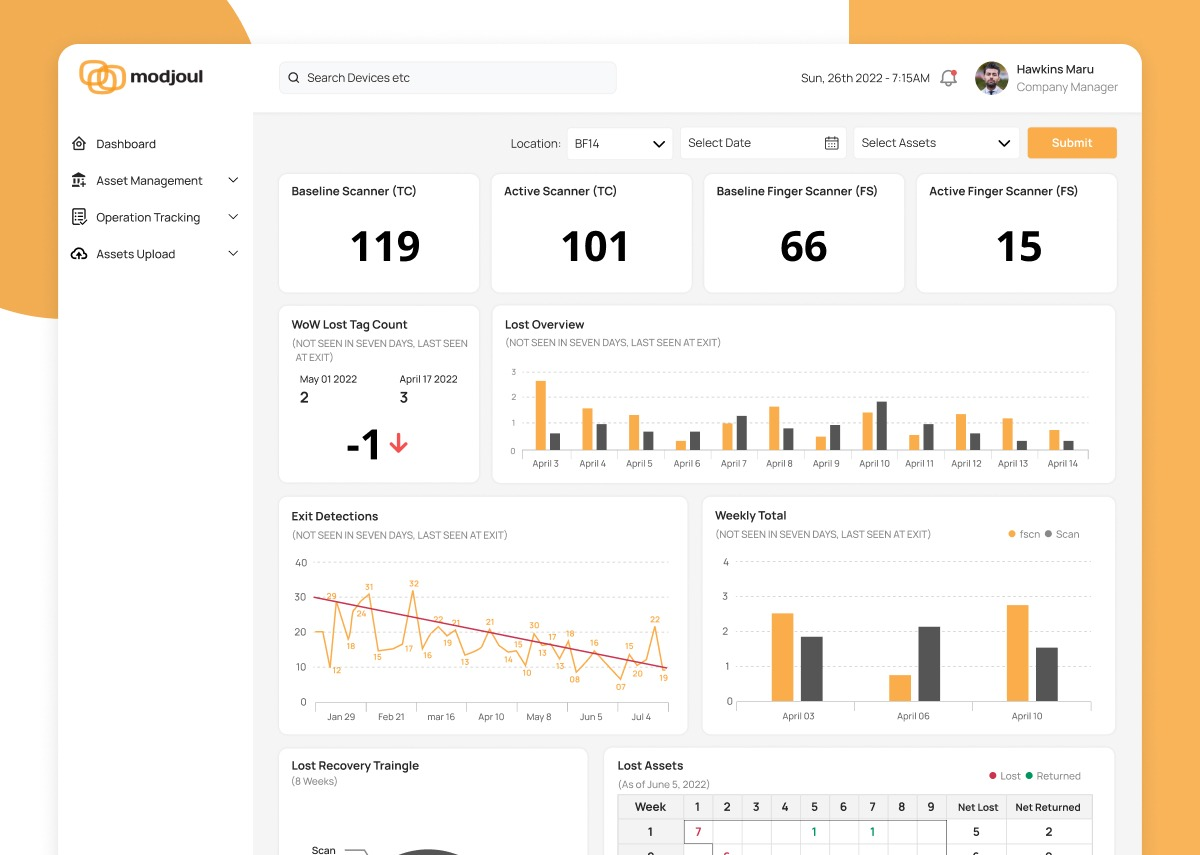 modjoul
Search Devices etc
Sun, 26th 2022 - 7:15AM
Hawkins Maru
Company Manager
Dashboard
Asset Management
Operation Tracking
Assets Upload
Location: BF14
Select Date
Select Assets
Submit
Baseline Scanner (TC)
119
Active Scanner (TC)
101
Baseline Finger Scanner (FS)
66
Active Finger Scanner (FS)
15
WoW Lost Tag Count
(NOT SEEN IN SEVEN DAYS, LAST SEEN
AT EXIT)
May 01 2022 April 17 2022
2 3
-1
Lost Overview
(NOT SEEN IN SEVEN DAYS, LAST SEEN AT EXIT)
3
2
1
0
April 3 April 4 April 5 April 6 April 7 April 8 April 9 April 10 April 11 April 12 April 13 April 14
Exit Detections
(NOT SEEN IN SEVEN DAYS, LAST SEEN AT EXIT)
40
30
20
10
0
29 12 18 24 31 15 17 32 16 22 19 21 13 21 14 15 10 30 13 17 13 18 08 16 07 15 20 22 19
Jan 29 Feb 21 mar 16 Apr 10 May 8 Jun 5 Jul 4
Weekly Total
(NOT SEEN IN SEVEN DAYS, LAST SEEN AT EXIT)
fscn Scan
4
3
2
1
0
April 03 April 06 April 10
Lost Recovery Traingle
(8 Weeks)
Scan
Lost Assets
(As of June 5, 2022)
Lost Returned
Week 1 2 3 4 5 6 7 8 9 Net Lost Net Returned
1 7 1 1 5 2